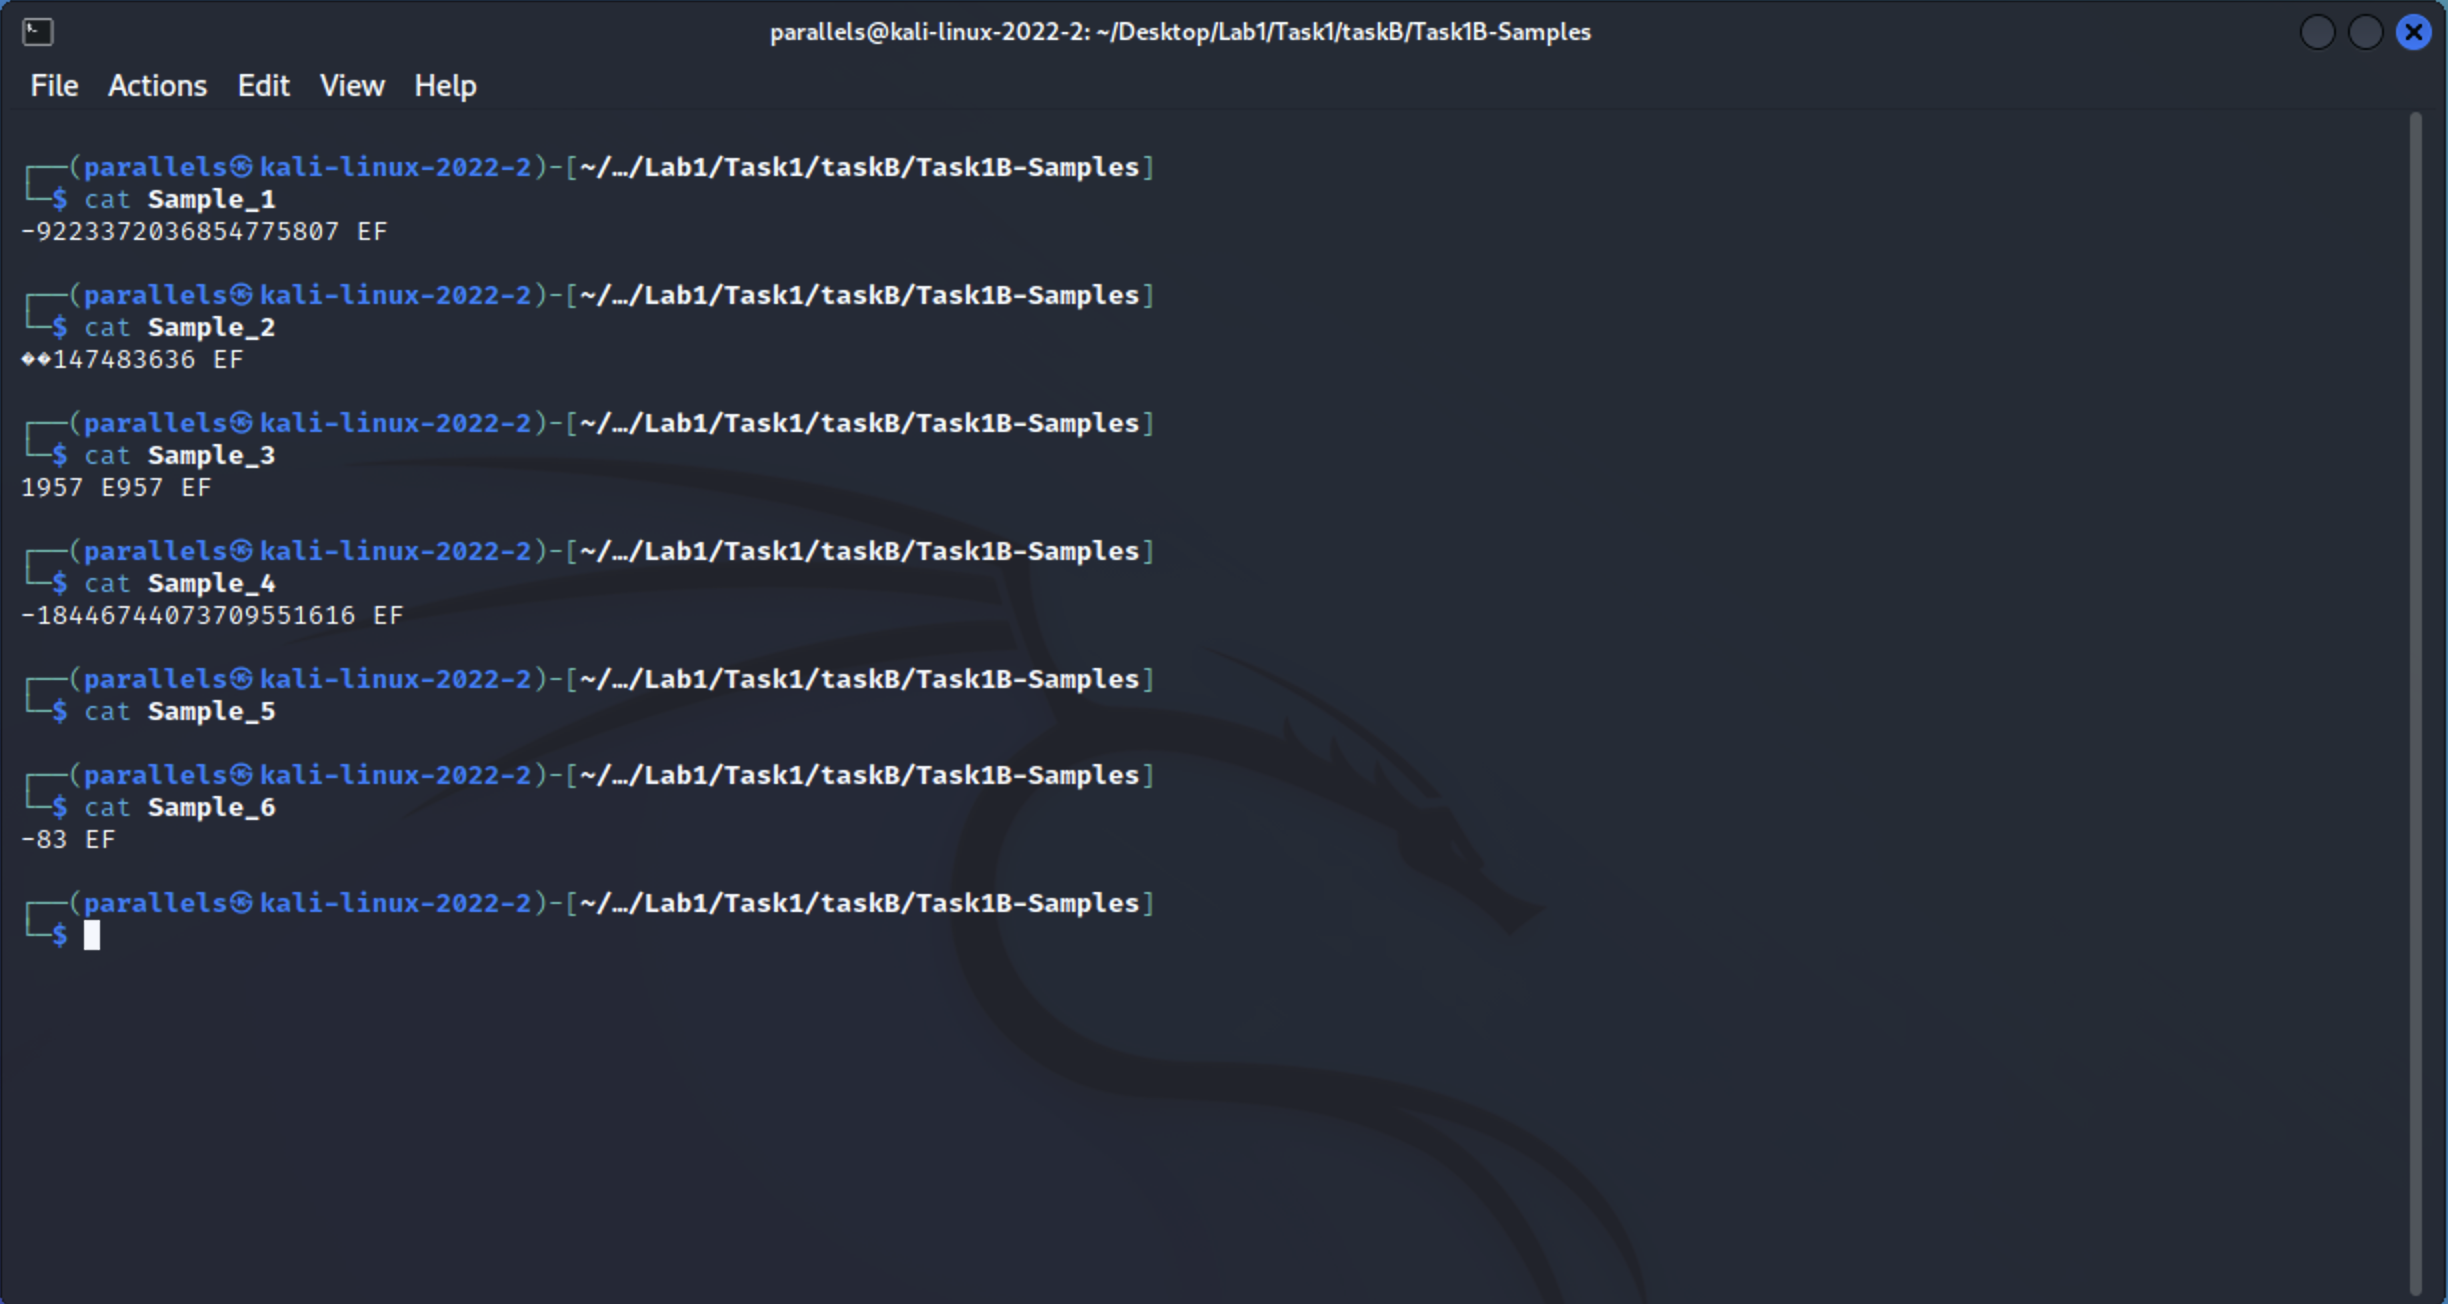 parallels@kali-linux-2022-2: ~/Desktop/Lab1/Task1/taskB/Task1B-Samples
File Actions Edit View Help
┌──(parallels㉿kali-linux-2022-2)-[~/…/Lab1/Task1/taskB/Task1B-Samples]
└─$ cat Sample_1
-9223372036854775807 EF
┌──(parallels㉿kali-linux-2022-2)-[~/…/Lab1/Task1/taskB/Task1B-Samples]
└─$ cat Sample_2
��147483636 EF
┌──(parallels㉿kali-linux-2022-2)-[~/…/Lab1/Task1/taskB/Task1B-Samples]
└─$ cat Sample_3
1957 E957 EF
┌──(parallels㉿kali-linux-2022-2)-[~/…/Lab1/Task1/taskB/Task1B-Samples]
└─$ cat Sample_4
-18446744073709551616 EF
┌──(parallels㉿kali-linux-2022-2)-[~/…/Lab1/Task1/taskB/Task1B-Samples]
└─$ cat Sample_5
┌──(parallels㉿kali-linux-2022-2)-[~/…/Lab1/Task1/taskB/Task1B-Samples]
└─$ cat Sample_6
-83 EF
┌──(parallels㉿kali-linux-2022-2)-[~/…/Lab1/Task1/taskB/Task1B-Samples]
└─$